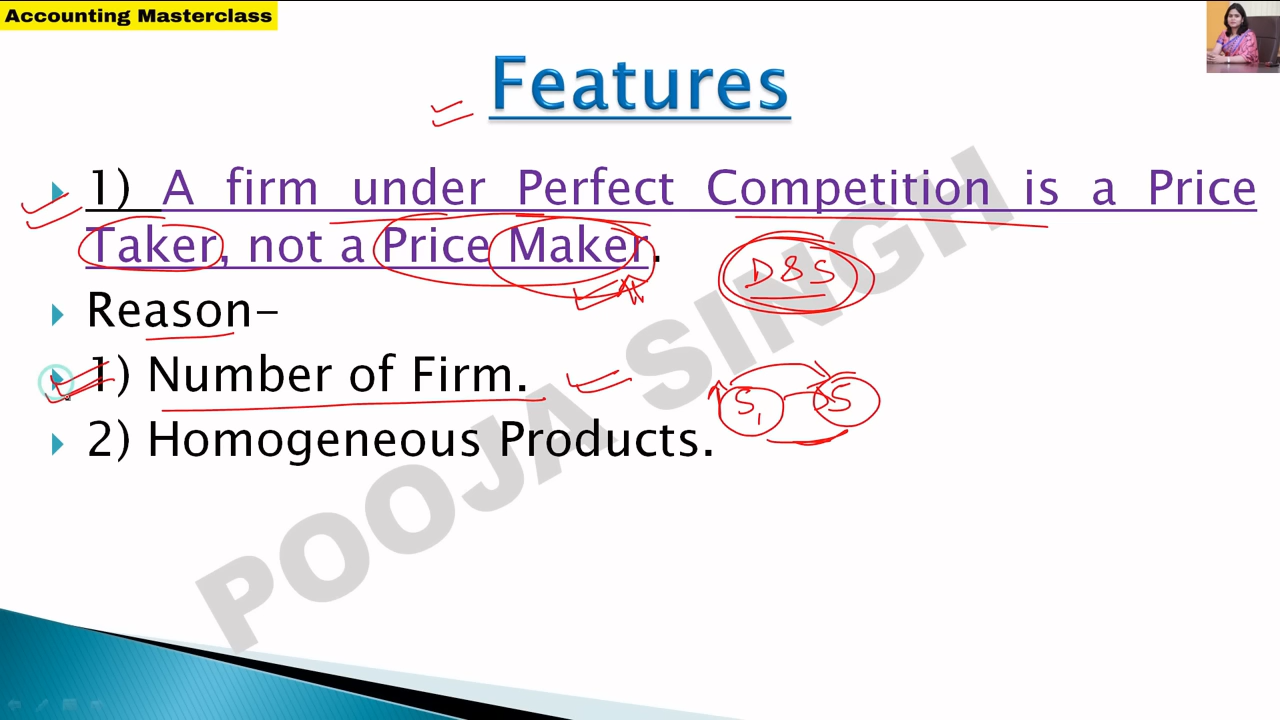 Accounting Masterclass
Features
1) A firm under Perfect Competition is a Price
Taker, not a Price Maker.
D & S
Reason-
1) Number of Firm.
S1 S
2) Homogeneous Products.
POOJA SINGH